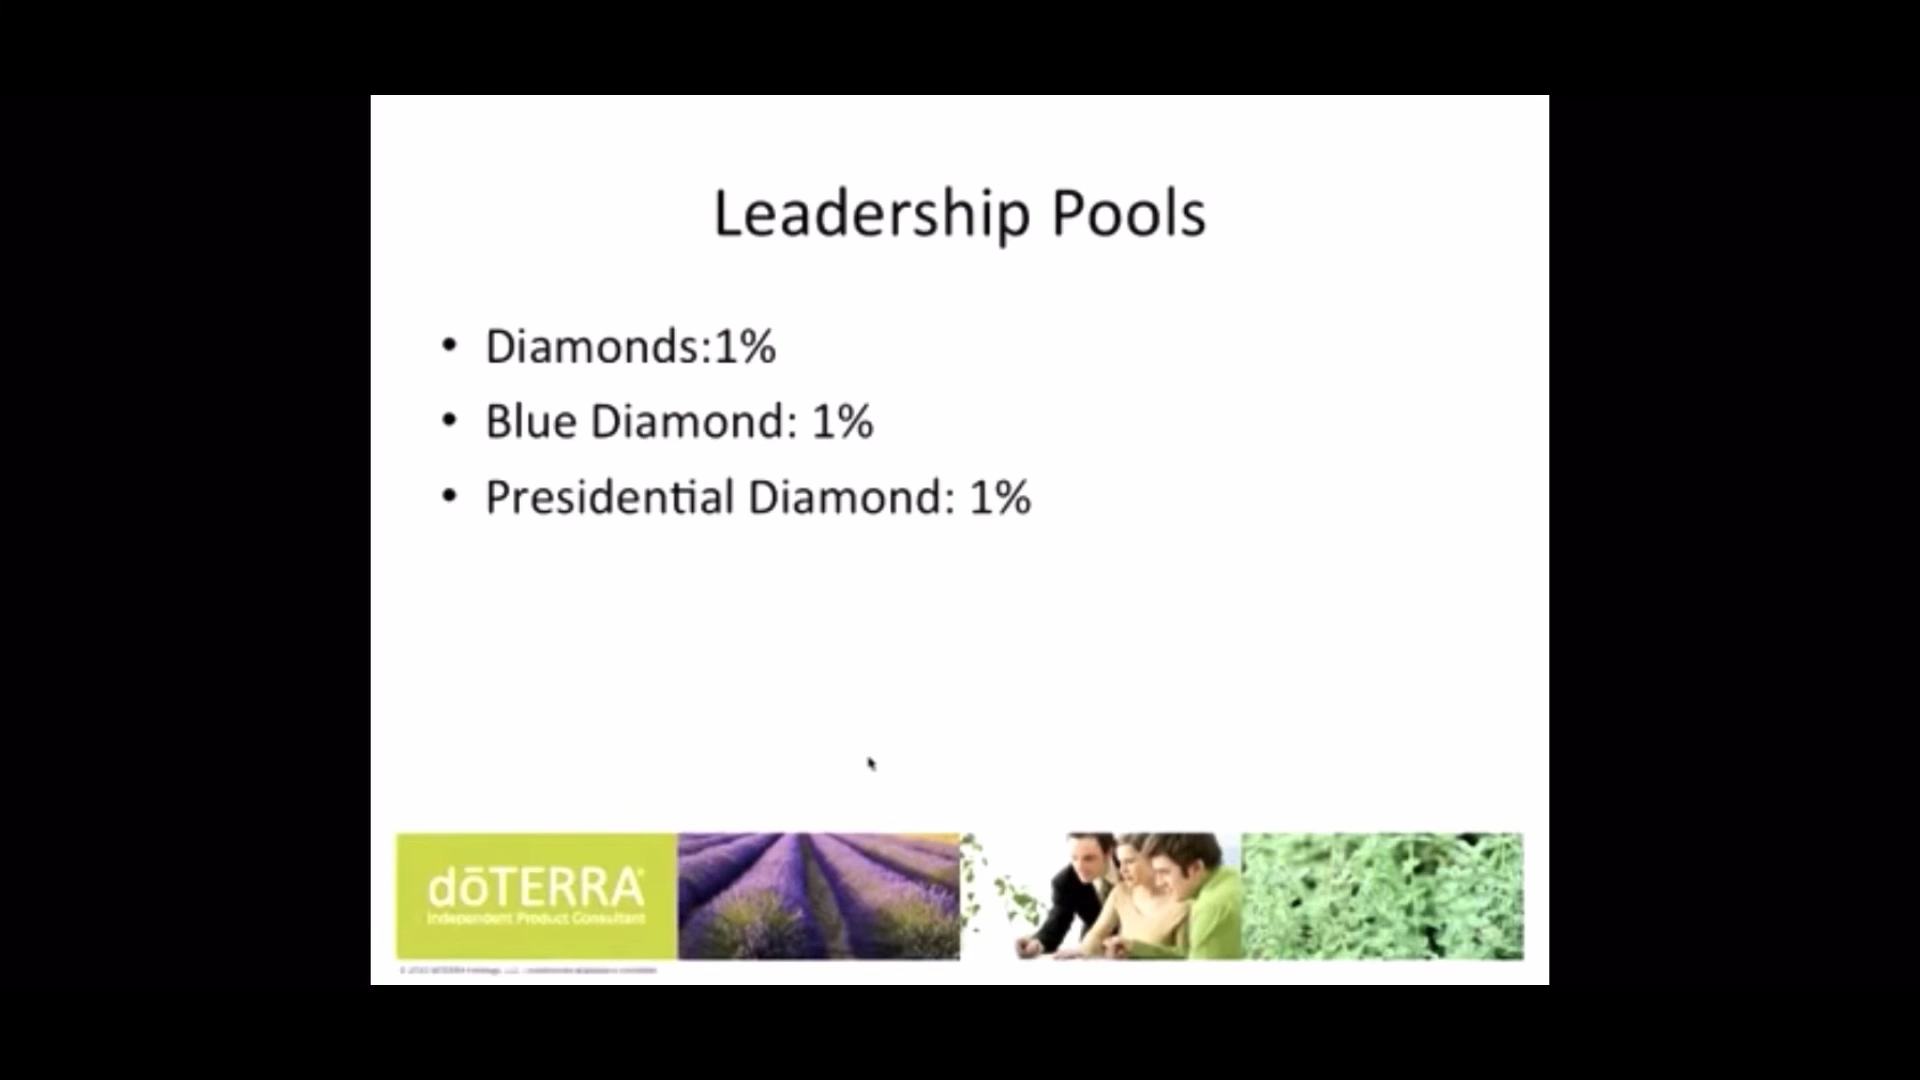 Leadership Pools
• Diamonds:1%
• Blue Diamond: 1%
• Presidential Diamond: 1%
dōTERRA®
Independent Product Consultant